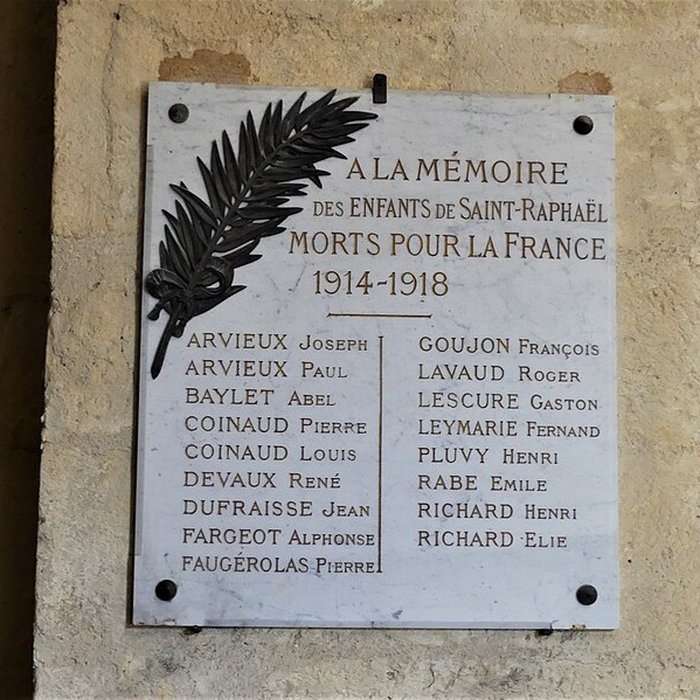 A LA MÉMOIRE
DES ENFANTS DE SAINT-RAPHAËL
MORTS POUR LA FRANCE
1914-1918
ARVIEUX JOSEPH
ARVIEUX PAUL
BAYLET ABEL
COINAUD PIERRE
COINAUD LOUIS
DEVAUX RENÉ
DUFRAISSE JEAN
FARGEOT ALPHONSE
FAUGÉROLAS PIERRE
GOUJON FRANÇOIS
LAVAUD ROGER
LESCURE GASTON
LEYMARIE FERNAND
PLUVY HENRI
RABE EMILE
RICHARD HENRI
RICHARD ELIE